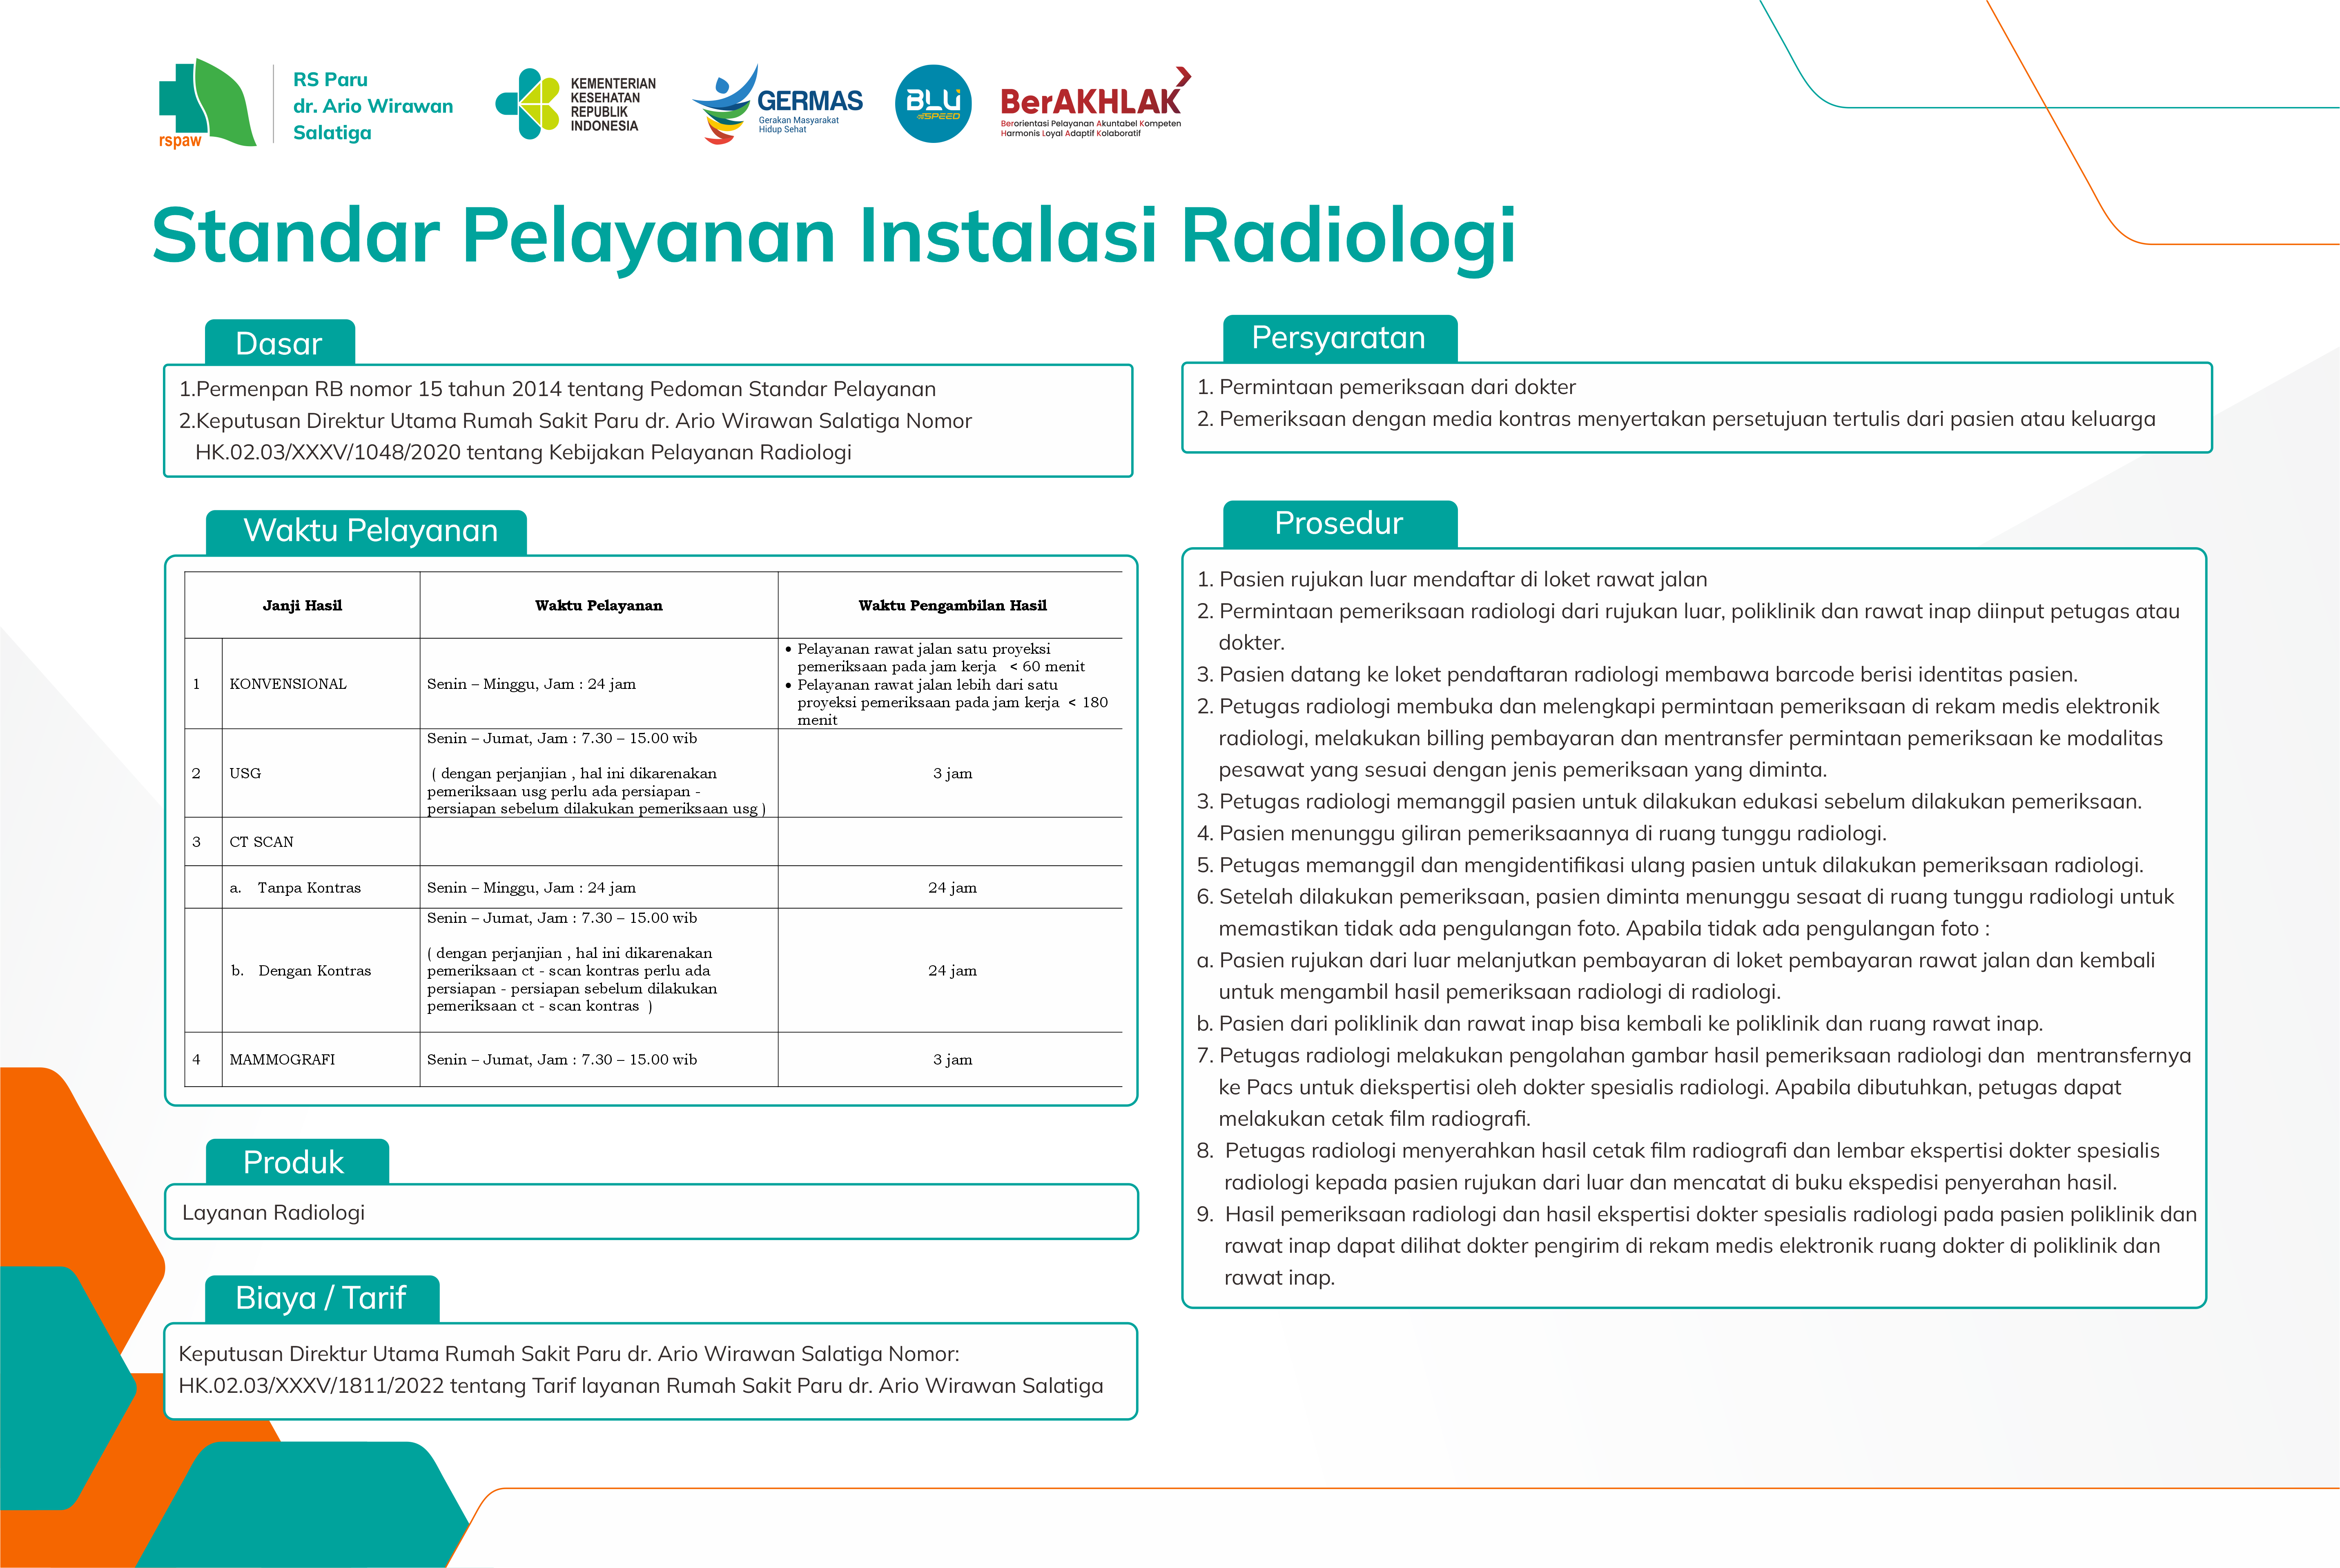 rspaw
RS Paru
dr. Ario Wirawan
Salatiga
KEMENTERIAN
KESEHATAN
REPUBLIK
INDONESIA
GERMAS
Gerakan Masyarakat
Hidup Sehat
BLU
SPEED
BerAKHLAK
Berorientasi Pelayanan Akuntabel Kompeten
Harmonis Loyal Adaptif Kolaboratif
Standar Pelayanan Instalasi Radiologi
Dasar
1.Permenpan RB nomor 15 tahun 2014 tentang Pedoman Standar Pelayanan
2.Keputusan Direktur Utama Rumah Sakit Paru dr. Ario Wirawan Salatiga Nomor
HK.02.03/XXXV/1048/2020 tentang Kebijakan Pelayanan Radiologi
Waktu Pelayanan
Janji Hasil Waktu Pelayanan Waktu Pengambilan Hasil
1 KONVENSIONAL Senin – Minggu, Jam : 24 jam
• Pelayanan rawat jalan satu proyeksi
pemeriksaan pada jam kerja < 60 menit
• Pelayanan rawat jalan lebih dari satu
proyeksi pemeriksaan pada jam kerja < 180
menit
2 USG
Senin – Jumat, Jam : 7.30 – 15.00 wib
( dengan perjanjian , hal ini dikarenakan
pemeriksaan usg perlu ada persiapan -
persiapan sebelum dilakukan pemeriksaan usg )
3 jam
3 CT SCAN
a. Tanpa Kontras Senin – Minggu, Jam : 24 jam 24 jam
b. Dengan Kontras
Senin – Jumat, Jam : 7.30 – 15.00 wib
( dengan perjanjian , hal ini dikarenakan
pemeriksaan ct - scan kontras perlu ada
persiapan - persiapan sebelum dilakukan
pemeriksaan ct - scan kontras )
24 jam
4 MAMMOGRAFI Senin – Jumat, Jam : 7.30 – 15.00 wib 3 jam
Produk
Layanan Radiologi
Biaya / Tarif
Keputusan Direktur Utama Rumah Sakit Paru dr. Ario Wirawan Salatiga Nomor:
HK.02.03/XXXV/1811/2022 tentang Tarif layanan Rumah Sakit Paru dr. Ario Wirawan Salatiga
Persyaratan
1. Permintaan pemeriksaan dari dokter
2. Pemeriksaan dengan media kontras menyertakan persetujuan tertulis dari pasien atau keluarga
Prosedur
1. Pasien rujukan luar mendaftar di loket rawat jalan
2. Permintaan pemeriksaan radiologi dari rujukan luar, poliklinik dan rawat inap diinput petugas atau
dokter.
3. Pasien datang ke loket pendaftaran radiologi membawa barcode berisi identitas pasien.
2. Petugas radiologi membuka dan melengkapi permintaan pemeriksaan di rekam medis elektronik
radiologi, melakukan billing pembayaran dan mentransfer permintaan pemeriksaan ke modalitas
pesawat yang sesuai dengan jenis pemeriksaan yang diminta.
3. Petugas radiologi memanggil pasien untuk dilakukan edukasi sebelum dilakukan pemeriksaan.
4. Pasien menunggu giliran pemeriksaannya di ruang tunggu radiologi.
5. Petugas memanggil dan mengidentifikasi ulang pasien untuk dilakukan pemeriksaan radiologi.
6. Setelah dilakukan pemeriksaan, pasien diminta menunggu sesaat di ruang tunggu radiologi untuk
memastikan tidak ada pengulangan foto. Apabila tidak ada pengulangan foto :
a. Pasien rujukan dari luar melanjutkan pembayaran di loket pembayaran rawat jalan dan kembali
untuk mengambil hasil pemeriksaan radiologi di radiologi.
b. Pasien dari poliklinik dan rawat inap bisa kembali ke poliklinik dan ruang rawat inap.
7. Petugas radiologi melakukan pengolahan gambar hasil pemeriksaan radiologi dan mentransfernya
ke Pacs untuk diekspertisi oleh dokter spesialis radiologi. Apabila dibutuhkan, petugas dapat
melakukan cetak film radiografi.
8. Petugas radiologi menyerahkan hasil cetak film radiografi dan lembar ekspertisi dokter spesialis
radiologi kepada pasien rujukan dari luar dan mencatat di buku ekspedisi penyerahan hasil.
9. Hasil pemeriksaan radiologi dan hasil ekspertisi dokter spesialis radiologi pada pasien poliklinik dan
rawat inap dapat dilihat dokter pengirim di rekam medis elektronik ruang dokter di poliklinik dan
rawat inap.